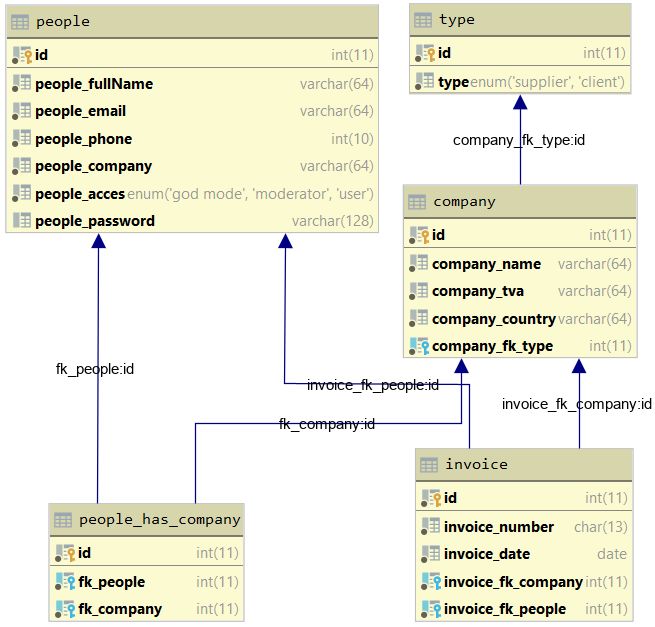 people
id int(11)
people_fullName varchar(64)
people_email varchar(64)
people_phone int(10)
people_company varchar(64)
people_acces enum('god mode', 'moderator', 'user')
people_password varchar(128)
type
id int(11)
type enum('supplier', 'client')
company_fk_type:id
company
id int(11)
company_name varchar(64)
company_tva varchar(64)
company_country varchar(64)
company_fk_type int(11)
fk_people:id
invoice_fk_people:id
invoice_fk_company:id
fk_company:id
people_has_company
id int(11)
fk_people int(11)
fk_company int(11)
invoice
id int(11)
invoice_number char(13)
invoice_date date
invoice_fk_company int(11)
invoice_fk_people int(11)